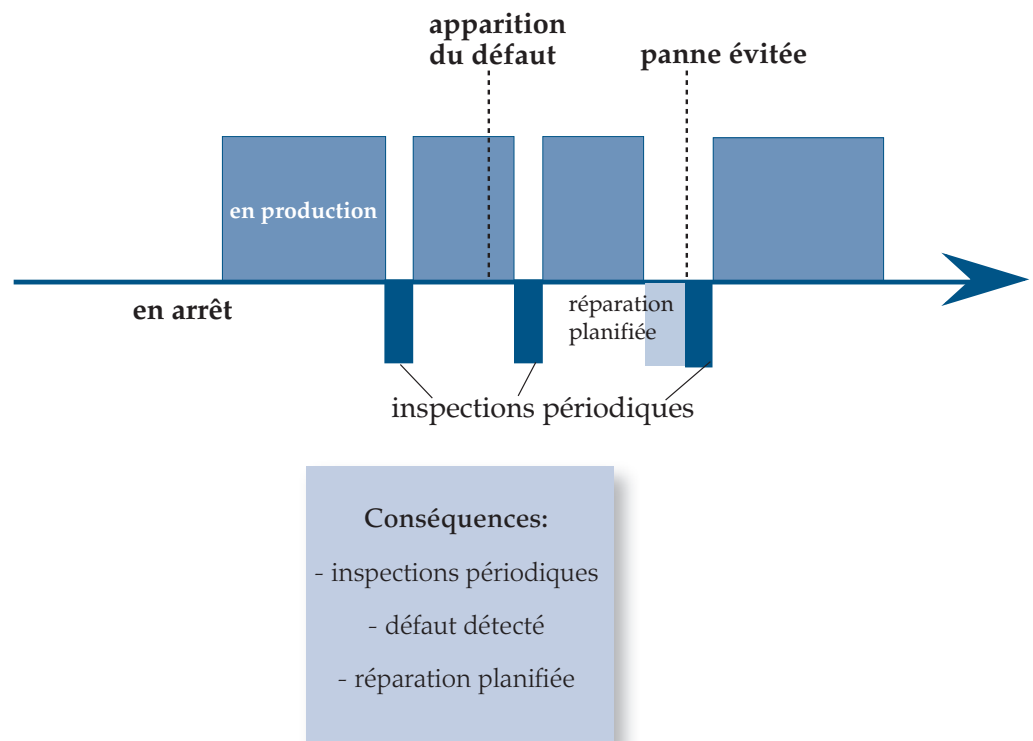 apparition
du défaut
panne évitée
en production
en arrêt
réparation
planifiée
inspections périodiques
Conséquences:
- inspections périodiques
- défaut détecté
- réparation planifiée